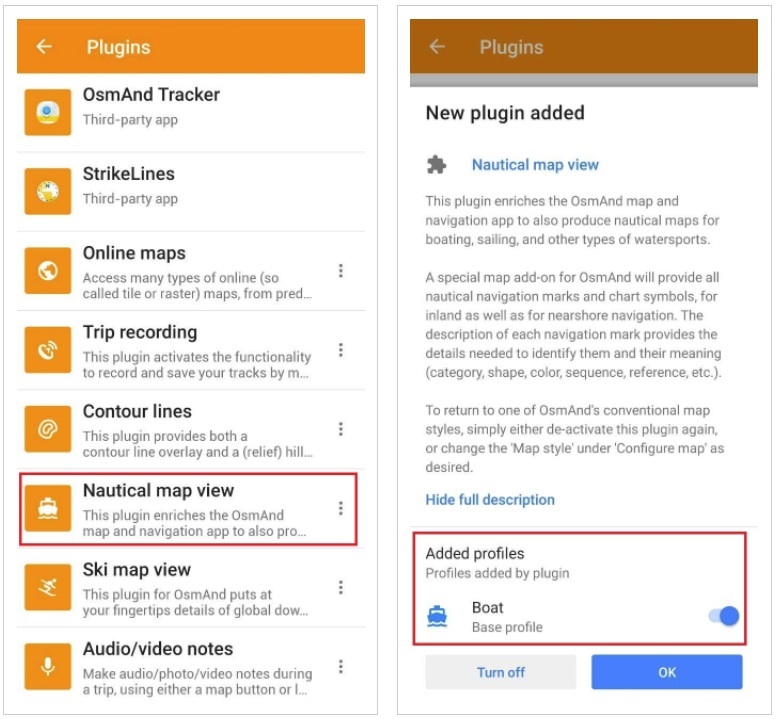 Plugins
OsmAnd Tracker
Third-party app
StrikeLines
Third-party app
Online maps
Access many types of online (so
called tile or raster) maps, from pred...
Trip recording
This plugin activates the functionality
to record and save your tracks by m...
Contour lines
This plugin provides both a
contour line overlay and a (relief) hill...
Nautical map view
This plugin enriches the OsmAnd
map and navigation app to also pro...
Ski map view
This plugin for OsmAnd puts at
your fingertips details of global dow...
Audio/video notes
Make audio/photo/video notes during
a trip, using either a map button or l...
Plugins
New plugin added
Nautical map view
This plugin enriches the OsmAnd map and
navigation app to also produce nautical maps for
boating, sailing, and other types of watersports.
A special map add-on for OsmAnd will provide all
nautical navigation marks and chart symbols, for
inland as well as for nearshore navigation. The
description of each navigation mark provides the
details needed to identify them and their meaning
(category, shape, color, sequence, reference, etc.).
To return to one of OsmAnd's conventional map
styles, simply either de-activate this plugin again,
or change the 'Map style' under 'Configure map' as
desired.
Hide full description
Added profiles
Profiles added by plugin
Boat
Base profile
Turn off
OK